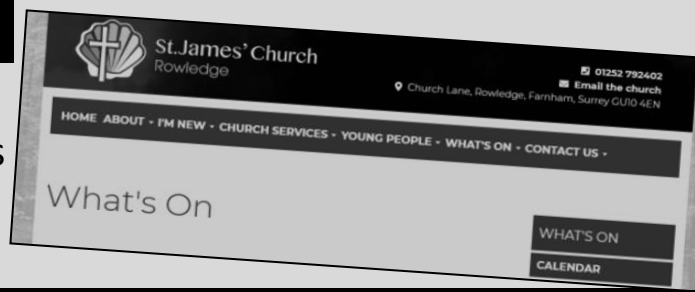 St.James' Church
Rowledge
01252 792402
Email the church
Church Lane, Rowledge, Farnham, Surrey GU10 4EN
HOME ABOUT I'M NEW CHURCH SERVICES YOUNG PEOPLE WHAT'S ON CONTACT US
S
What's On
WHAT'S ON
CALENDAR